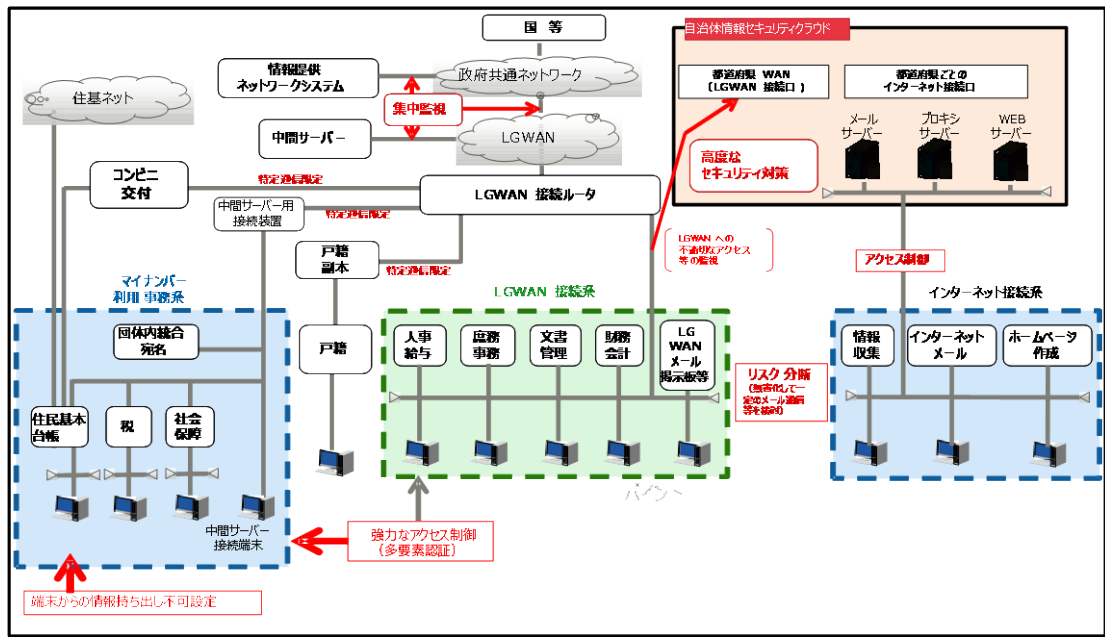 国 等
自治体情報セキュリティクラウド
情報提供
ネットワークシステム
政府共通ネットワーク
都道府県 WAN
(LGWAN 接続口 )
都道府県ごとの
インターネット接続口
住基ネット
集中監視
中間サーバー
LGWAN
メール
サーバー
プロキシ
サーバー
WEB
サーバー
高度な
セキュリティ対策
コンビニ
交付
特定通信限定
LGWAN 接続ルータ
中間サーバー用
接続装置
特定通信限定
戸籍
副本
特定通信限定
LGWAN への
不適切なアクセス
等の監視
アクセス制御
マイナンバー
利用事務系
LGWAN 接続系
インターネット接続系
団体内統合
宛名
戸籍
人事
給与
庶務
事務
文書
管理
財務
会計
LG
WAN
メール
掲示板等
情報
収集
インターネット
メール
ホームページ
作成
リスク分断
住民基本
台帳
税
社会
保障
中間サーバー
接続端末
強力なアクセス制御
(多要素認証)
端末からの情報持ち出し不可設定